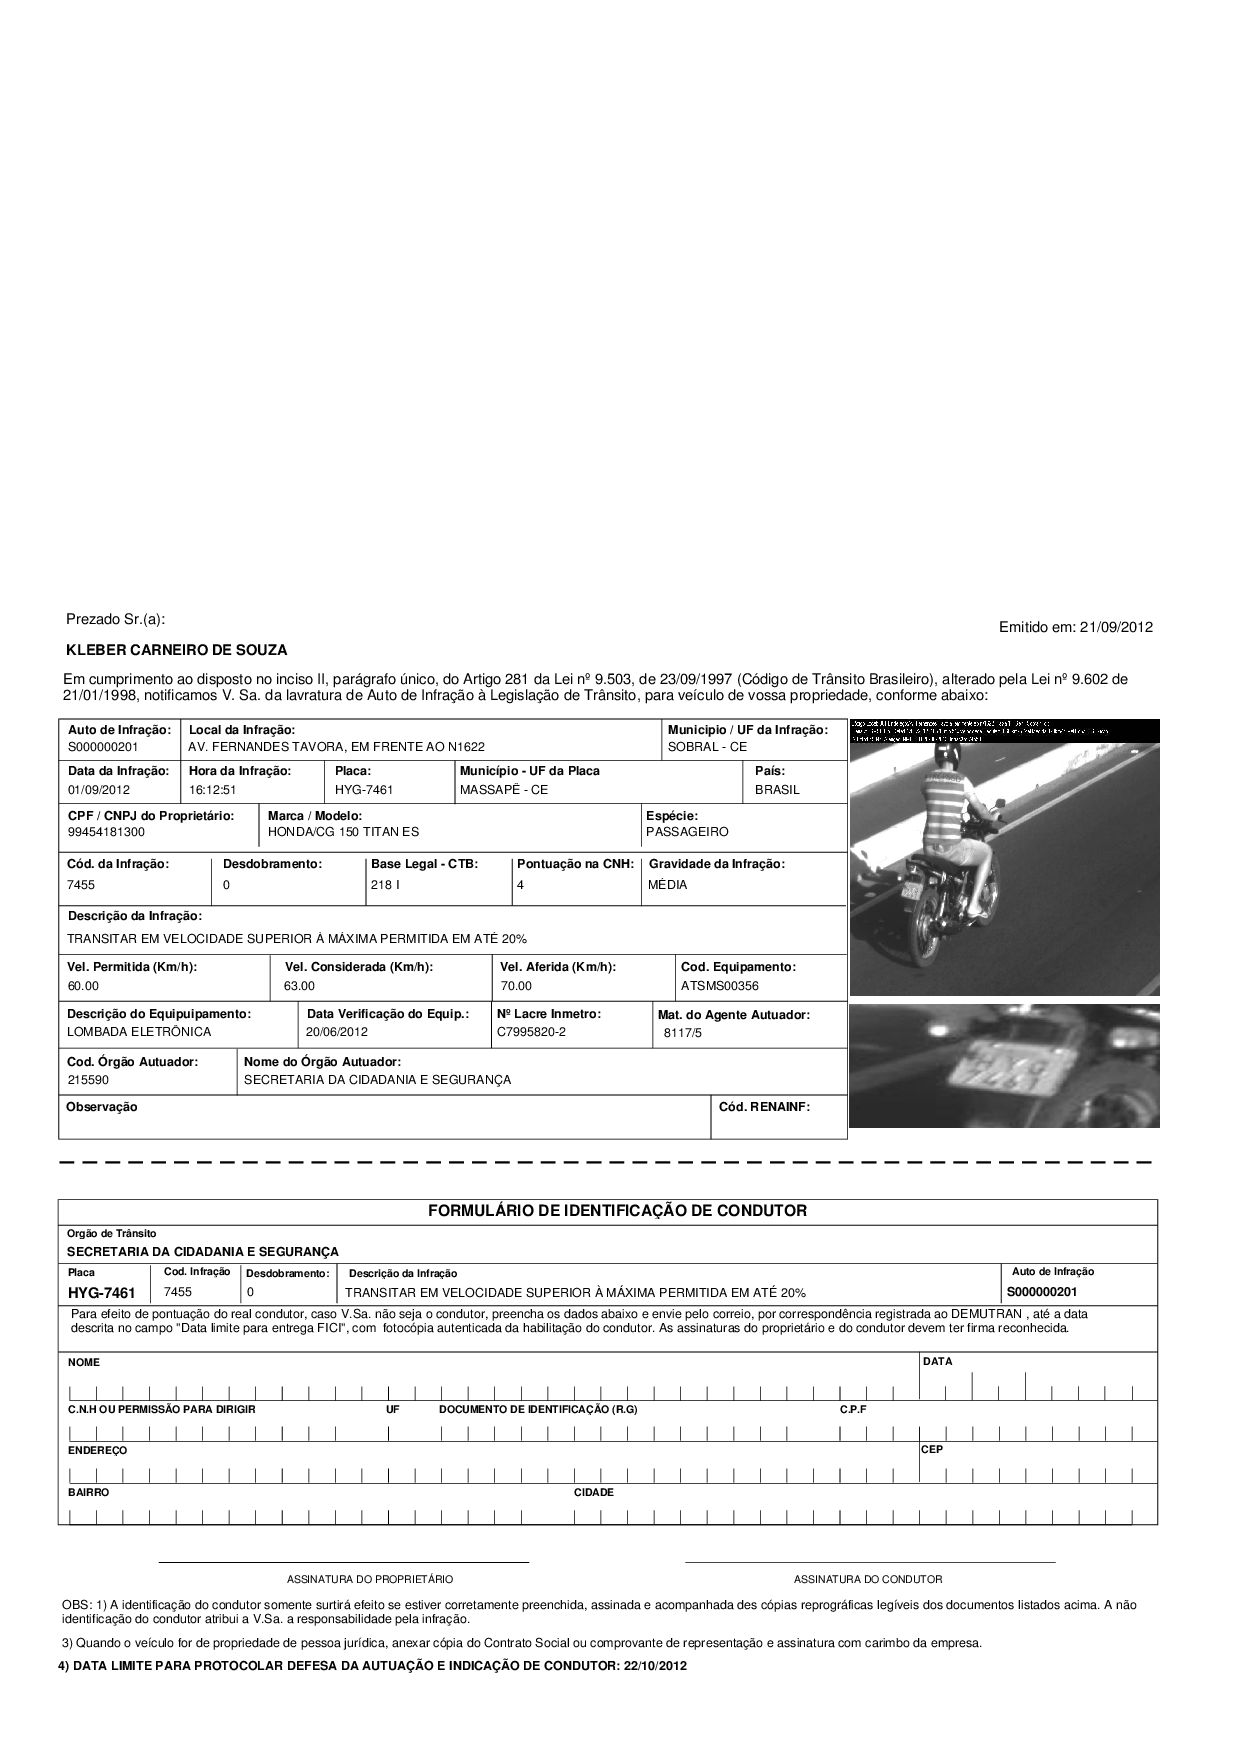 Prezado Sr.(a):
Emitido em: 21/09/2012
KLEBER CARNEIRO DE SOUZA
Em cumprimento ao disposto no inciso II, parágrafo único, do Artigo 281 da Lei nº 9.503, de 23/09/1997 (Código de Trânsito Brasileiro), alterado pela Lei nº 9.602 de
21/01/1998, notificamos V. Sa. da lavratura de Auto de Infração à Legislação de Trânsito, para veículo de vossa propriedade, conforme abaixo:
Auto de Infração: Local da Infração: Municipio / UF da Infração:
S000000201 AV. FERNANDES TAVORA, EM FRENTE AO N1622 SOBRAL - CE
Data da Infração: Hora da Infração: Placa: Município - UF da Placa País:
01/09/2012 16:12:51 HYG-7461 MASSAPÊ - CE BRASIL
CPF / CNPJ do Proprietário: Marca / Modelo: Espécie:
99454181300 HONDA/CG 150 TITAN ES PASSAGEIRO
Cód. da Infração: Desdobramento: Base Legal - CTB: Pontuação na CNH: Gravidade da Infração:
7455 0 218 I 4 MÉDIA
Descrição da Infração:
TRANSITAR EM VELOCIDADE SUPERIOR À MÁXIMA PERMITIDA EM ATÉ 20%
Vel. Permitida (Km/h): Vel. Considerada (Km/h): Vel. Aferida (Km/h): Cod. Equipamento:
60.00 63.00 70.00 ATSMS00356
Descrição do Equipuipamento: Data Verificação do Equip.: Nº Lacre Inmetro: Mat. do Agente Autuador:
LOMBADA ELETRÔNICA 20/06/2012 C7995820-2 8117/5
Cod. Órgão Autuador: Nome do Órgão Autuador:
215590 SECRETARIA DA CIDADANIA E SEGURANÇA
Observação Cód. RENAINF:
FORMULÁRIO DE IDENTIFICAÇÃO DE CONDUTOR
Orgão de Trânsito
SECRETARIA DA CIDADANIA E SEGURANÇA
Placa Cod. Infração Desdobramento: Descrição da Infração Auto de Infração
HYG-7461 7455 0 TRANSITAR EM VELOCIDADE SUPERIOR À MÁXIMA PERMITIDA EM ATÉ 20% S000000201
Para efeito de pontuação do real condutor, caso V.Sa. não seja o condutor, preencha os dados abaixo e envie pelo correio, por correspondência registrada ao DEMUTRAN , até a data
descrita no campo "Data limite para entrega FICI", com fotocópia autenticada da habilitação do condutor. As assinaturas do proprietário e do condutor devem ter firma reconhecida.
NOME DATA
C.N.H OU PERMISSÃO PARA DIRIGIR UF DOCUMENTO DE IDENTIFICAÇÃO (R.G) C.P.F
ENDEREÇO CEP
BAIRRO CIDADE
ASSINATURA DO PROPRIETÁRIO ASSINATURA DO CONDUTOR
OBS: 1) A identificação do condutor somente surtirá efeito se estiver corretamente preenchida, assinada e acompanhada des cópias reprográficas legíveis dos documentos listados acima. A não
identificação do condutor atribui a V.Sa. a responsabilidade pela infração.
3) Quando o veículo for de propriedade de pessoa jurídica, anexar cópia do Contrato Social ou comprovante de representação e assinatura com carimbo da empresa.
4) DATA LIMITE PARA PROTOCOLAR DEFESA DA AUTUAÇÃO E INDICAÇÃO DE CONDUTOR: 22/10/2012